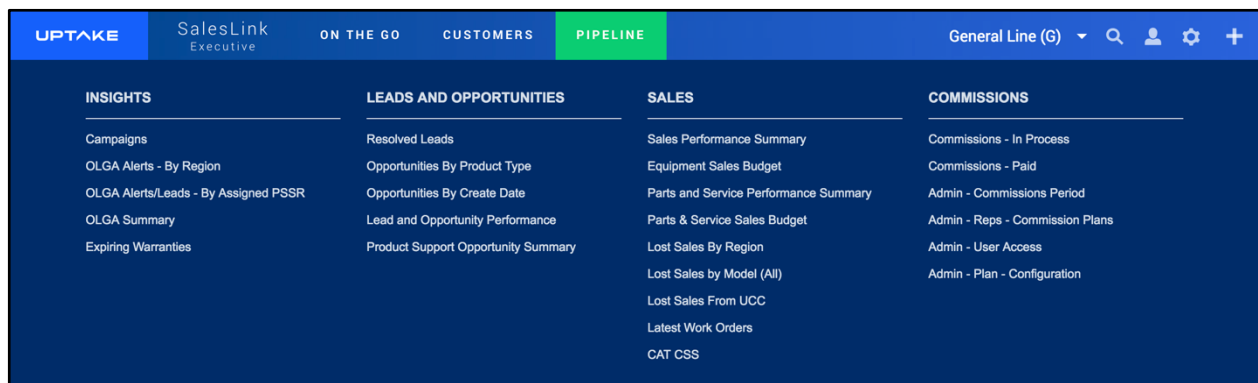 UPTAKE
SalesLink
Executive
ON THE GO
CUSTOMERS
PIPELINE
General Line (G)
INSIGHTS
Campaigns
OLGA Alerts - By Region
OLGA Alerts/Leads - By Assigned PSSR
OLGA Summary
Expiring Warranties
LEADS AND OPPORTUNITIES
Resolved Leads
Opportunities By Product Type
Opportunities By Create Date
Lead and Opportunity Performance
Product Support Opportunity Summary
SALES
Sales Performance Summary
Equipment Sales Budget
Parts and Service Performance Summary
Parts & Service Sales Budget
Lost Sales By Region
Lost Sales by Model (All)
Lost Sales From UCC
Latest Work Orders
CAT CSS
COMMISSIONS
Commissions - In Process
Commissions - Paid
Admin - Commissions Period
Admin - Reps - Commission Plans
Admin - User Access
Admin - Plan - Configuration